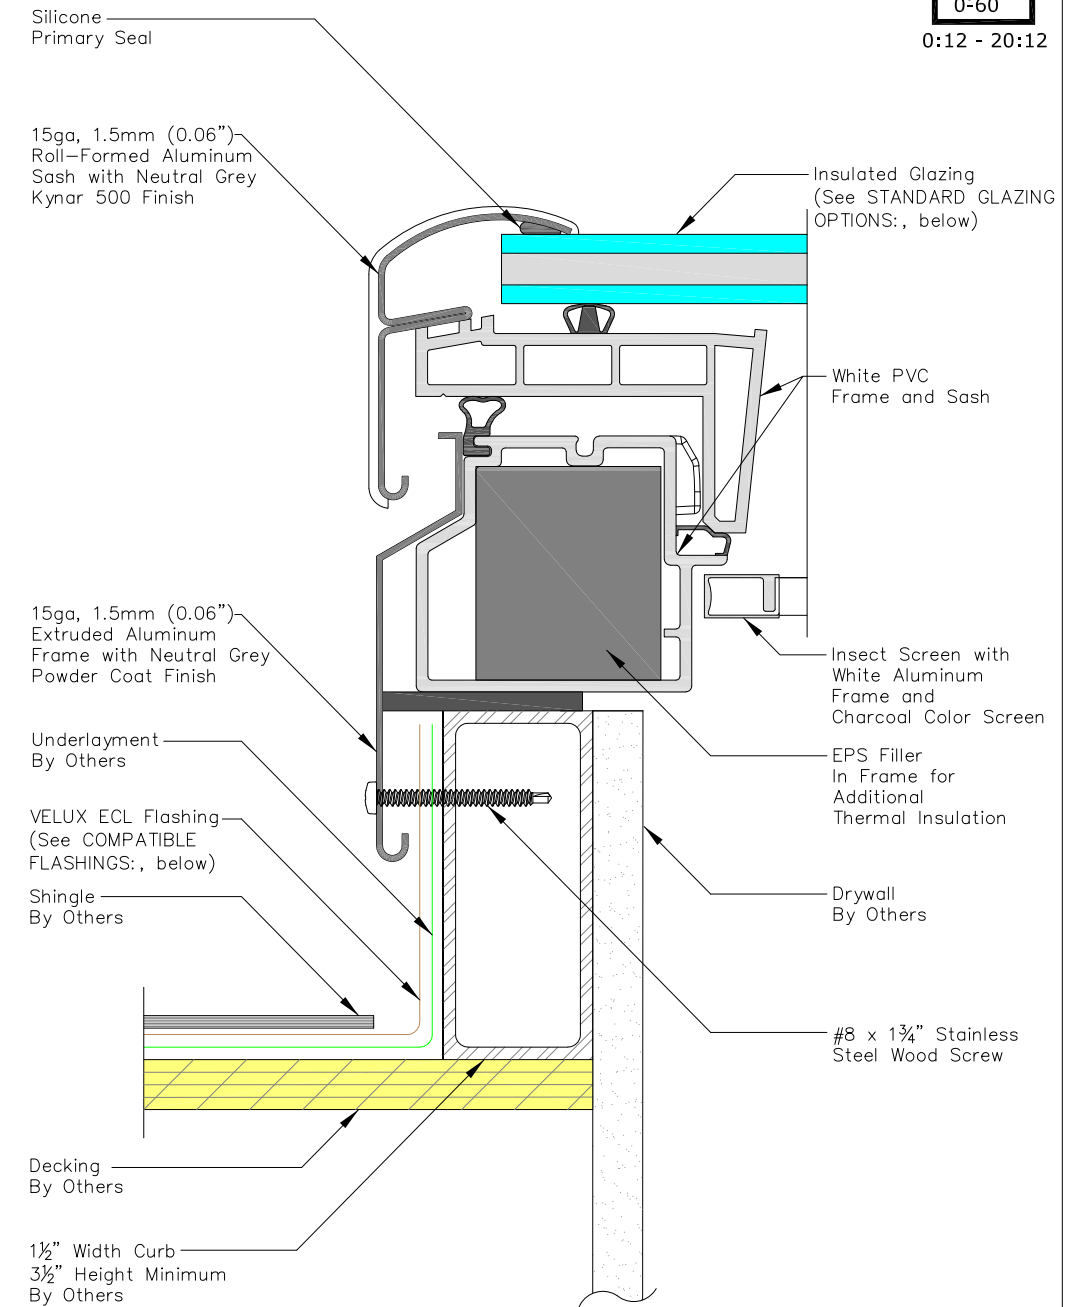 0-60
0:12 - 20:12
Silicone
Primary Seal
15ga, 1.5mm (0.06")
Roll-Formed Aluminum
Sash with Neutral Grey
Kynar 500 Finish
Insulated Glazing
(See STANDARD GLAZING
OPTIONS:, below)
White PVC
Frame and Sash
15ga, 1.5mm (0.06")
Extruded Aluminum
Frame with Neutral Grey
Powder Coat Finish
Insect Screen with
White Aluminum
Frame and
Charcoal Color Screen
Underlayment
By Others
EPS Filler
In Frame for
Additional
Thermal Insulation
VELUX ECL Flashing
(See COMPATIBLE
FLASHINGS:, below)
Shingle
By Others
Drywall
By Others
#8 x 1¾" Stainless
Steel Wood Screw
Decking
By Others
1½" Width Curb
3½" Height Minimum
By Others